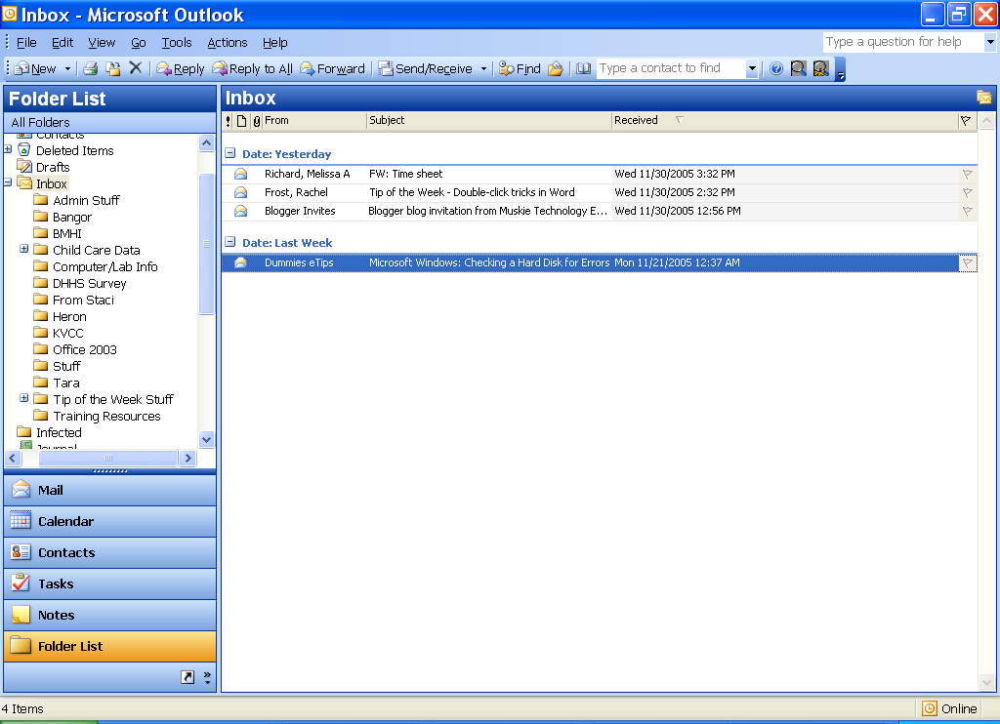 Inbox - Microsoft Outlook
File Edit View Go Tools Actions Help
Type a question for help
New Reply Reply to All Forward Send/Receive Find Type a contact to find
Folder List
All Folders
Contacts
Deleted Items
Drafts
Inbox
Admin Stuff
Bangor
BMHI
Child Care Data
Computer/Lab Info
DHHS Survey
From Staci
Heron
KVCC
Office 2003
Stuff
Tara
Tip of the Week Stuff
Training Resources
Infected
Journal
Mail
Calendar
Contacts
Tasks
Notes
Folder List
Inbox
From Subject Received
Date: Yesterday
Richard, Melissa A FW: Time sheet Wed 11/30/2005 3:32 PM
Frost, Rachel Tip of the Week - Double-click tricks in Word Wed 11/30/2005 2:32 PM
Blogger Invites Blogger blog invitation from Muskie Technology E... Wed 11/30/2005 12:56 PM
Date: Last Week
Dummies eTips Microsoft Windows: Checking a Hard Disk for Errors Mon 11/21/2005 12:37 AM
4 Items
Online